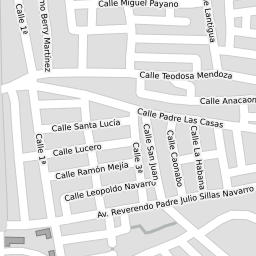 Calle Miguel Payano
Calle 1ª
mo Berry Martínez
e Lantigua
Calle Teodosa Mendoza
Calle Anacaon
Calle Padre Las Casas
Calle Santa Lucía
Calle Lucero
Calle 1ª
Calle Ramón Mejía
Calle 3ª
Calle San Juan
Calle Caonabo
Calle La Habana
Calle Leopoldo Navarro
Av. Reverendo Padre Julio Sillas Navarro